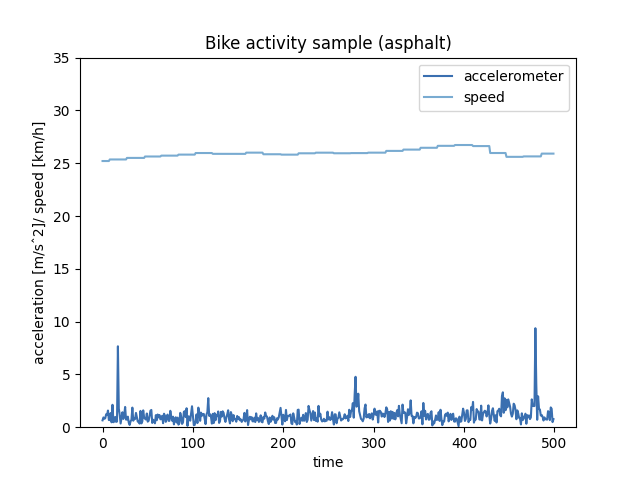 Bike activity sample (asphalt)
accelerometer
speed
acceleration [m/sˆ2]/ speed [km/h]
35
30
25
20
15
10
5
0
0 100 200 300 400 500
time